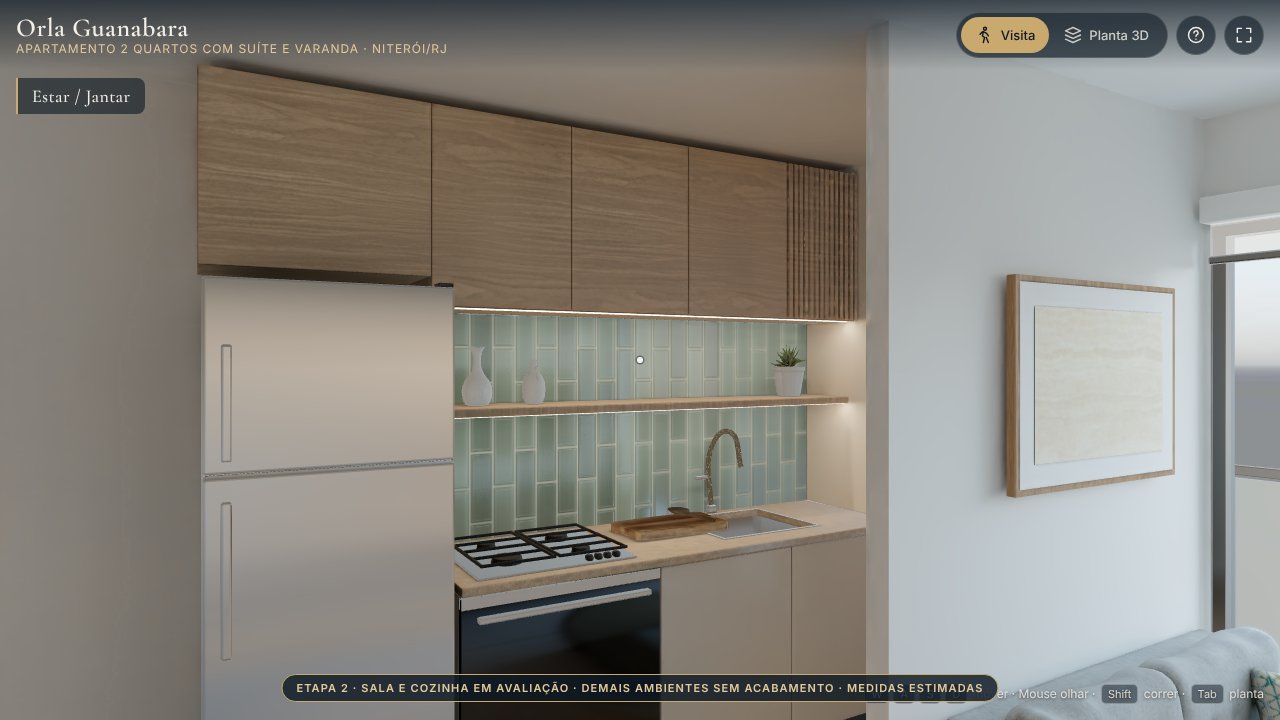 Orla Guanabara
APARTAMENTO 2 QUARTOS COM SUÍTE E VARANDA · NITERÓI/RJ
Visita
Planta 3D
Estar / Jantar
ETAPA 2 · SALA E COZINHA EM AVALIAÇÃO · DEMAIS AMBIENTES SEM ACABAMENTO · MEDIDAS ESTIMADAS
· Mouse olhar · Shift correr · Tab planta